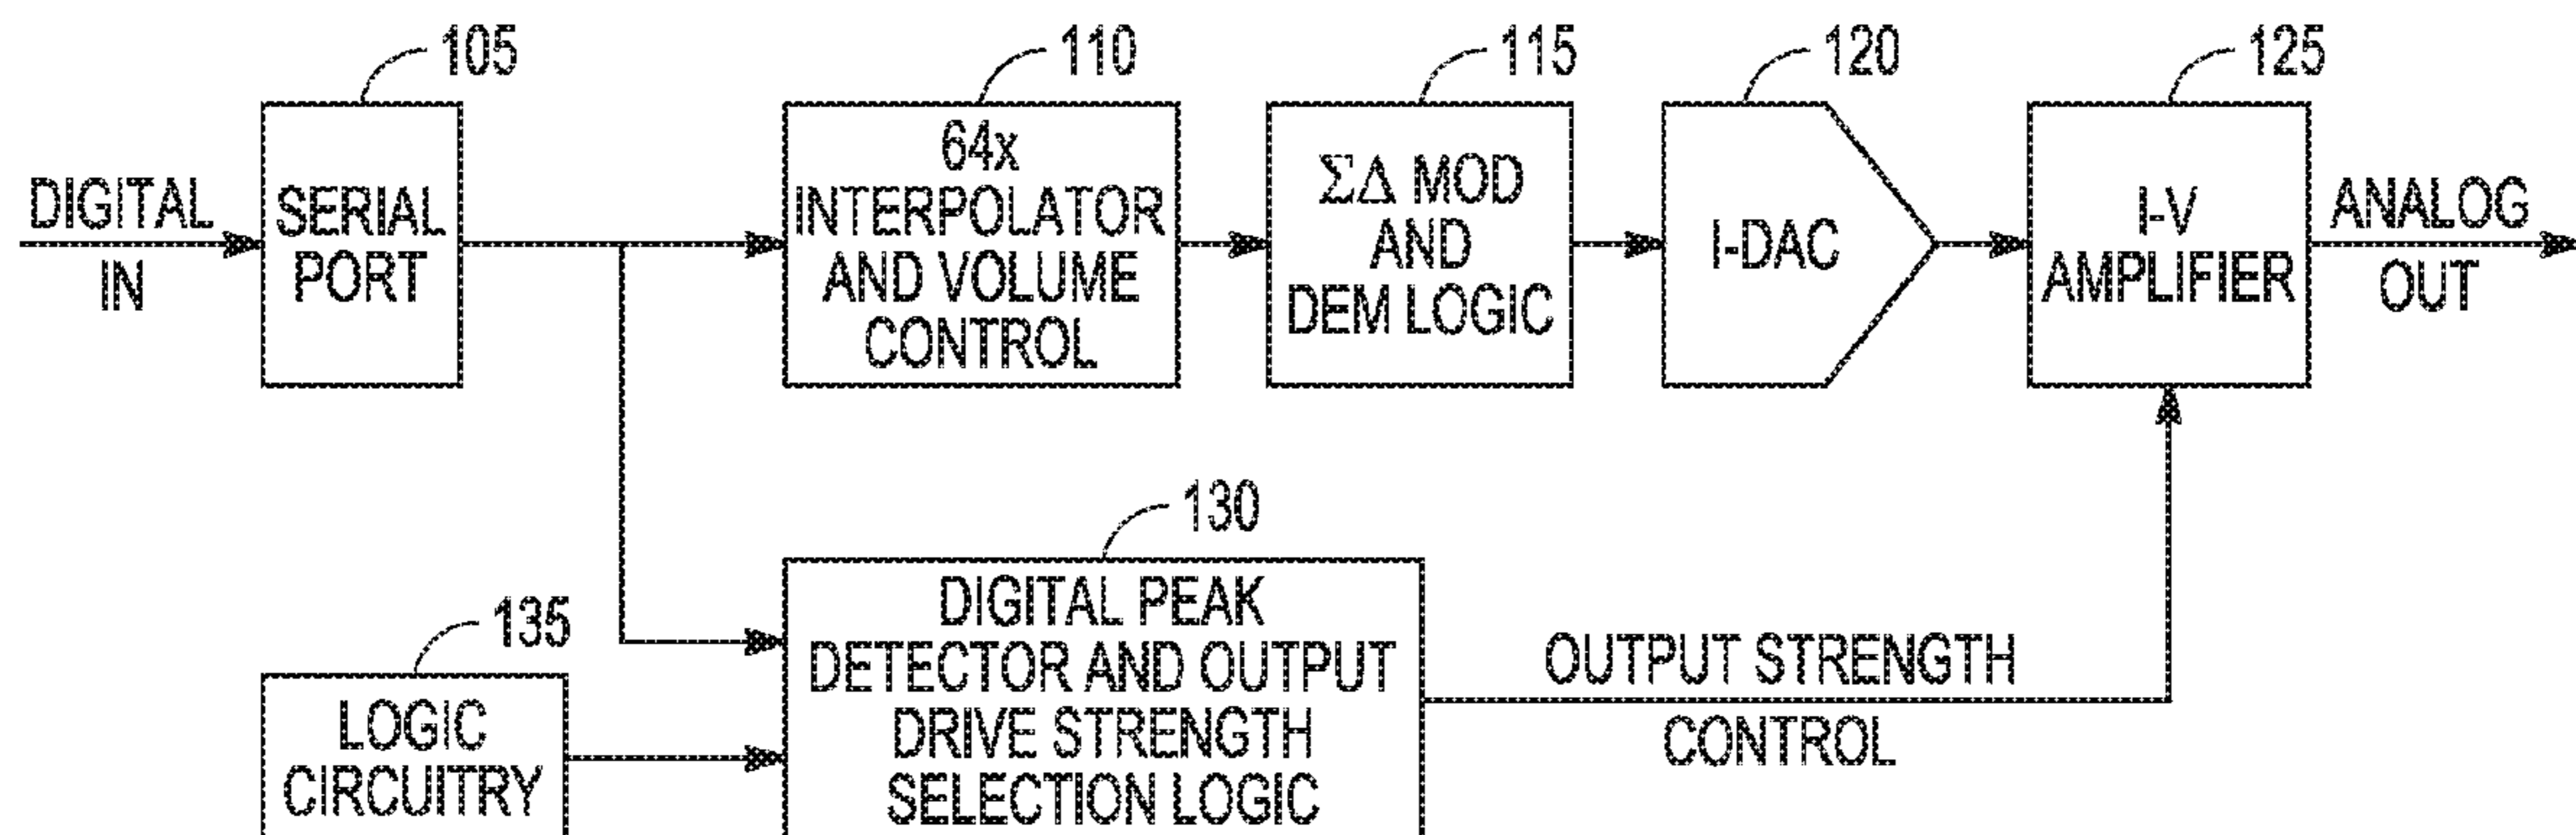 105
110
115
120
125
DIGITAL
IN
SERIAL
PORT
64x
INTERPOLATOR
AND VOLUME
CONTROL
ΣΔ MOD
AND
DEM LOGIC
I-DAC
I-V
AMPLIFIER
ANALOG
OUT
130
135
DIGITAL PEAK
DETECTOR AND OUTPUT
DRIVE STRENGTH
SELECTION LOGIC
LOGIC
CIRCUITRY
OUTPUT STRENGTH
CONTROL